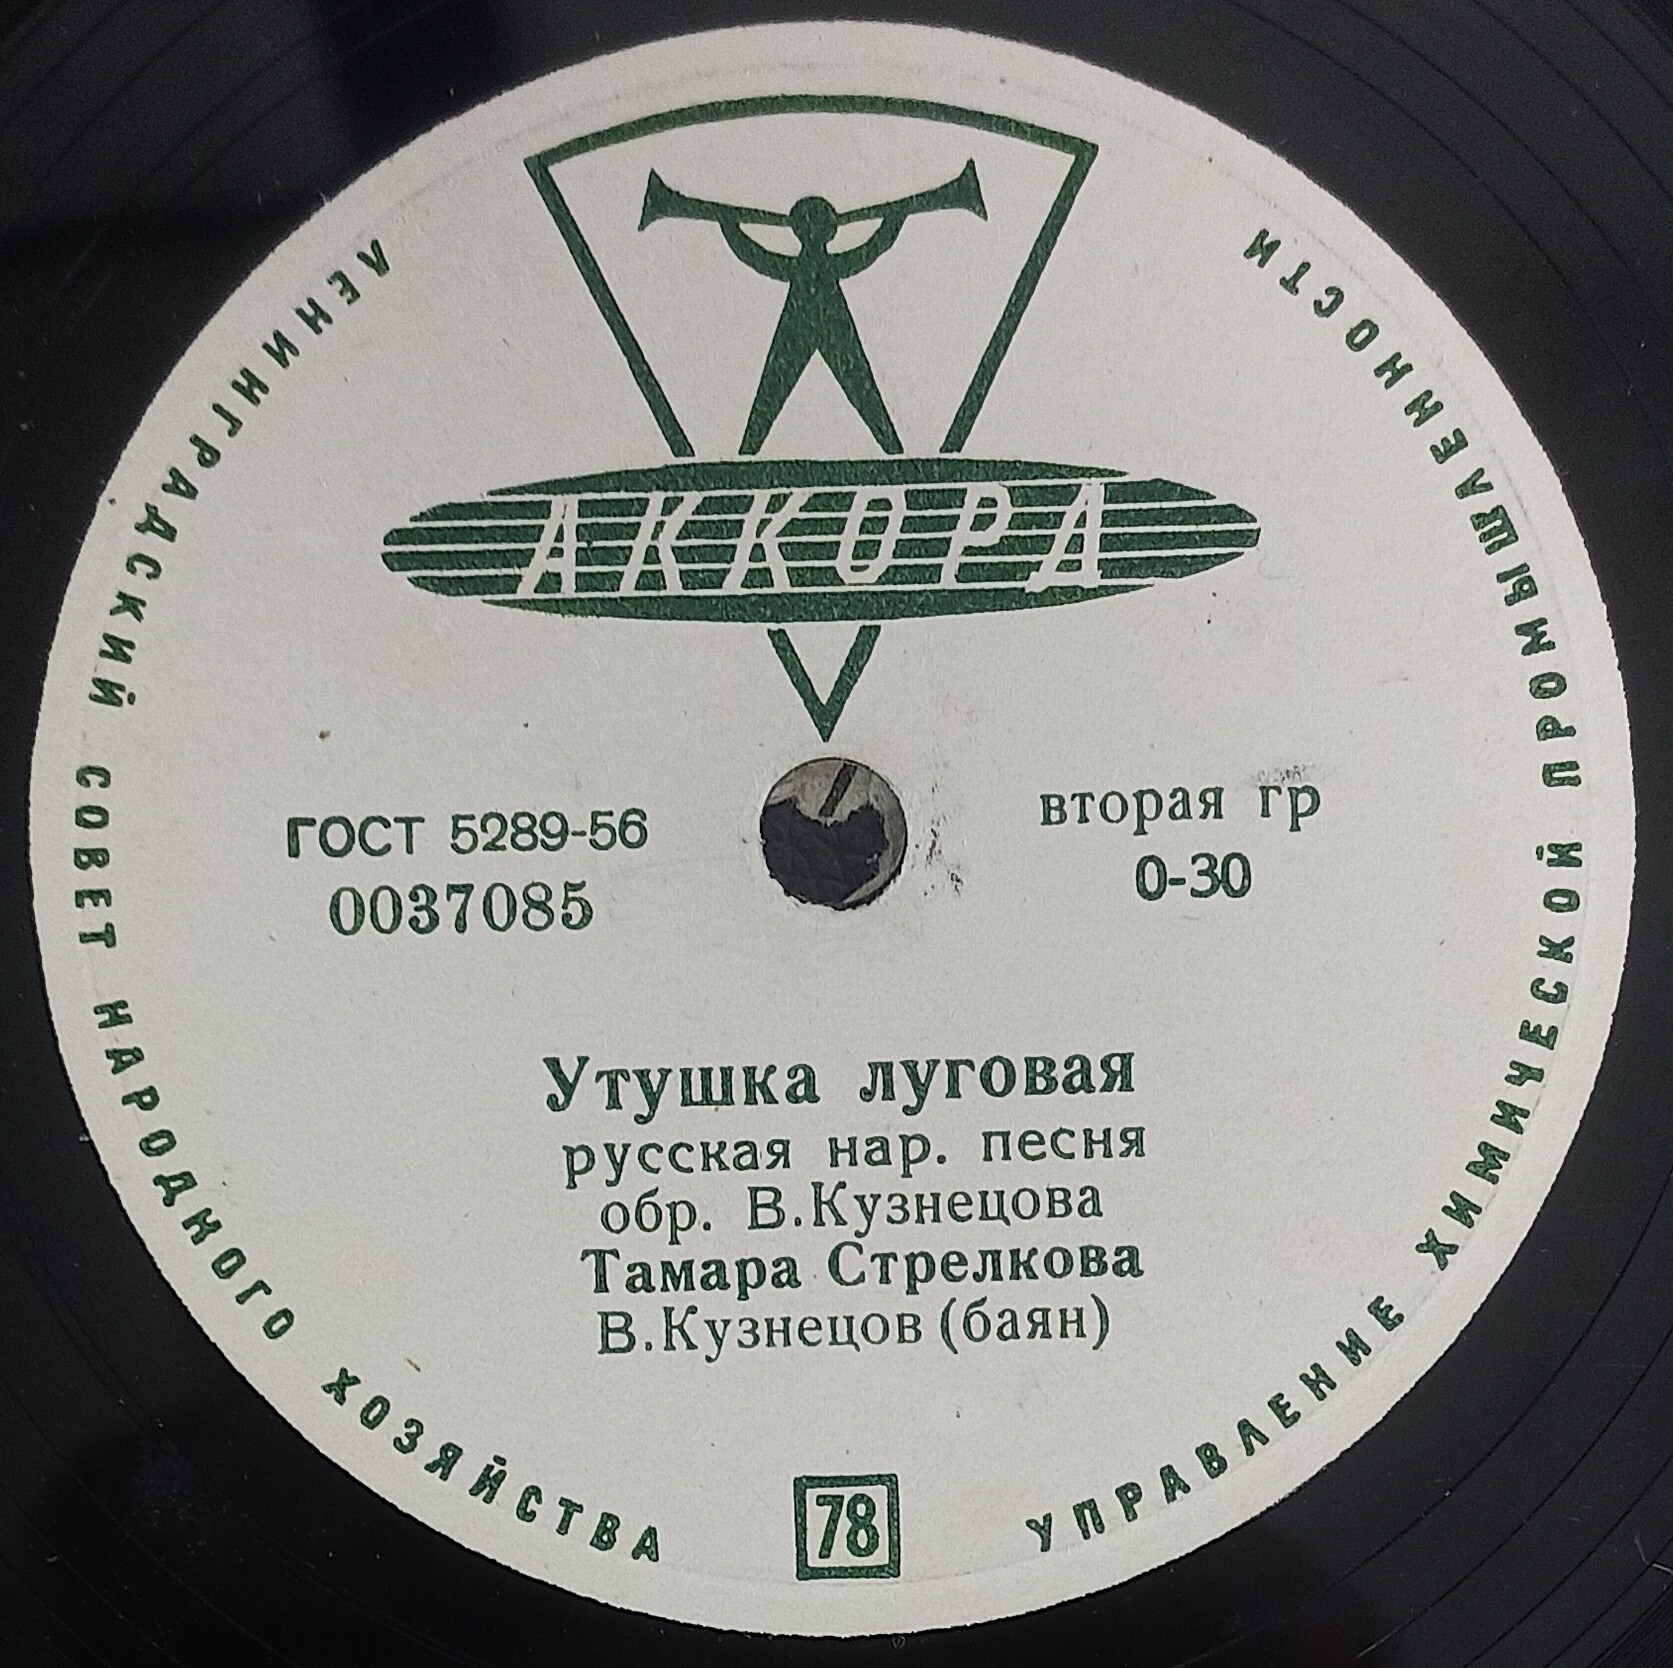 АККОРД
ГОСТ 5289-56
0037085
вторая гр
0-30
Утушка луговая
русская нар. песня
обр. В.Кузнецова
Тамара Стрелкова
В.Кузнецов (баян)
78
ЛЕНИНГРАДСКИЙ СОВЕТ НАРОДНОГО ХОЗЯЙСТВА
УПРАВЛЕНИЕ ХИМИЧЕСКОЙ ПРОМЫШЛЕННОСТИ